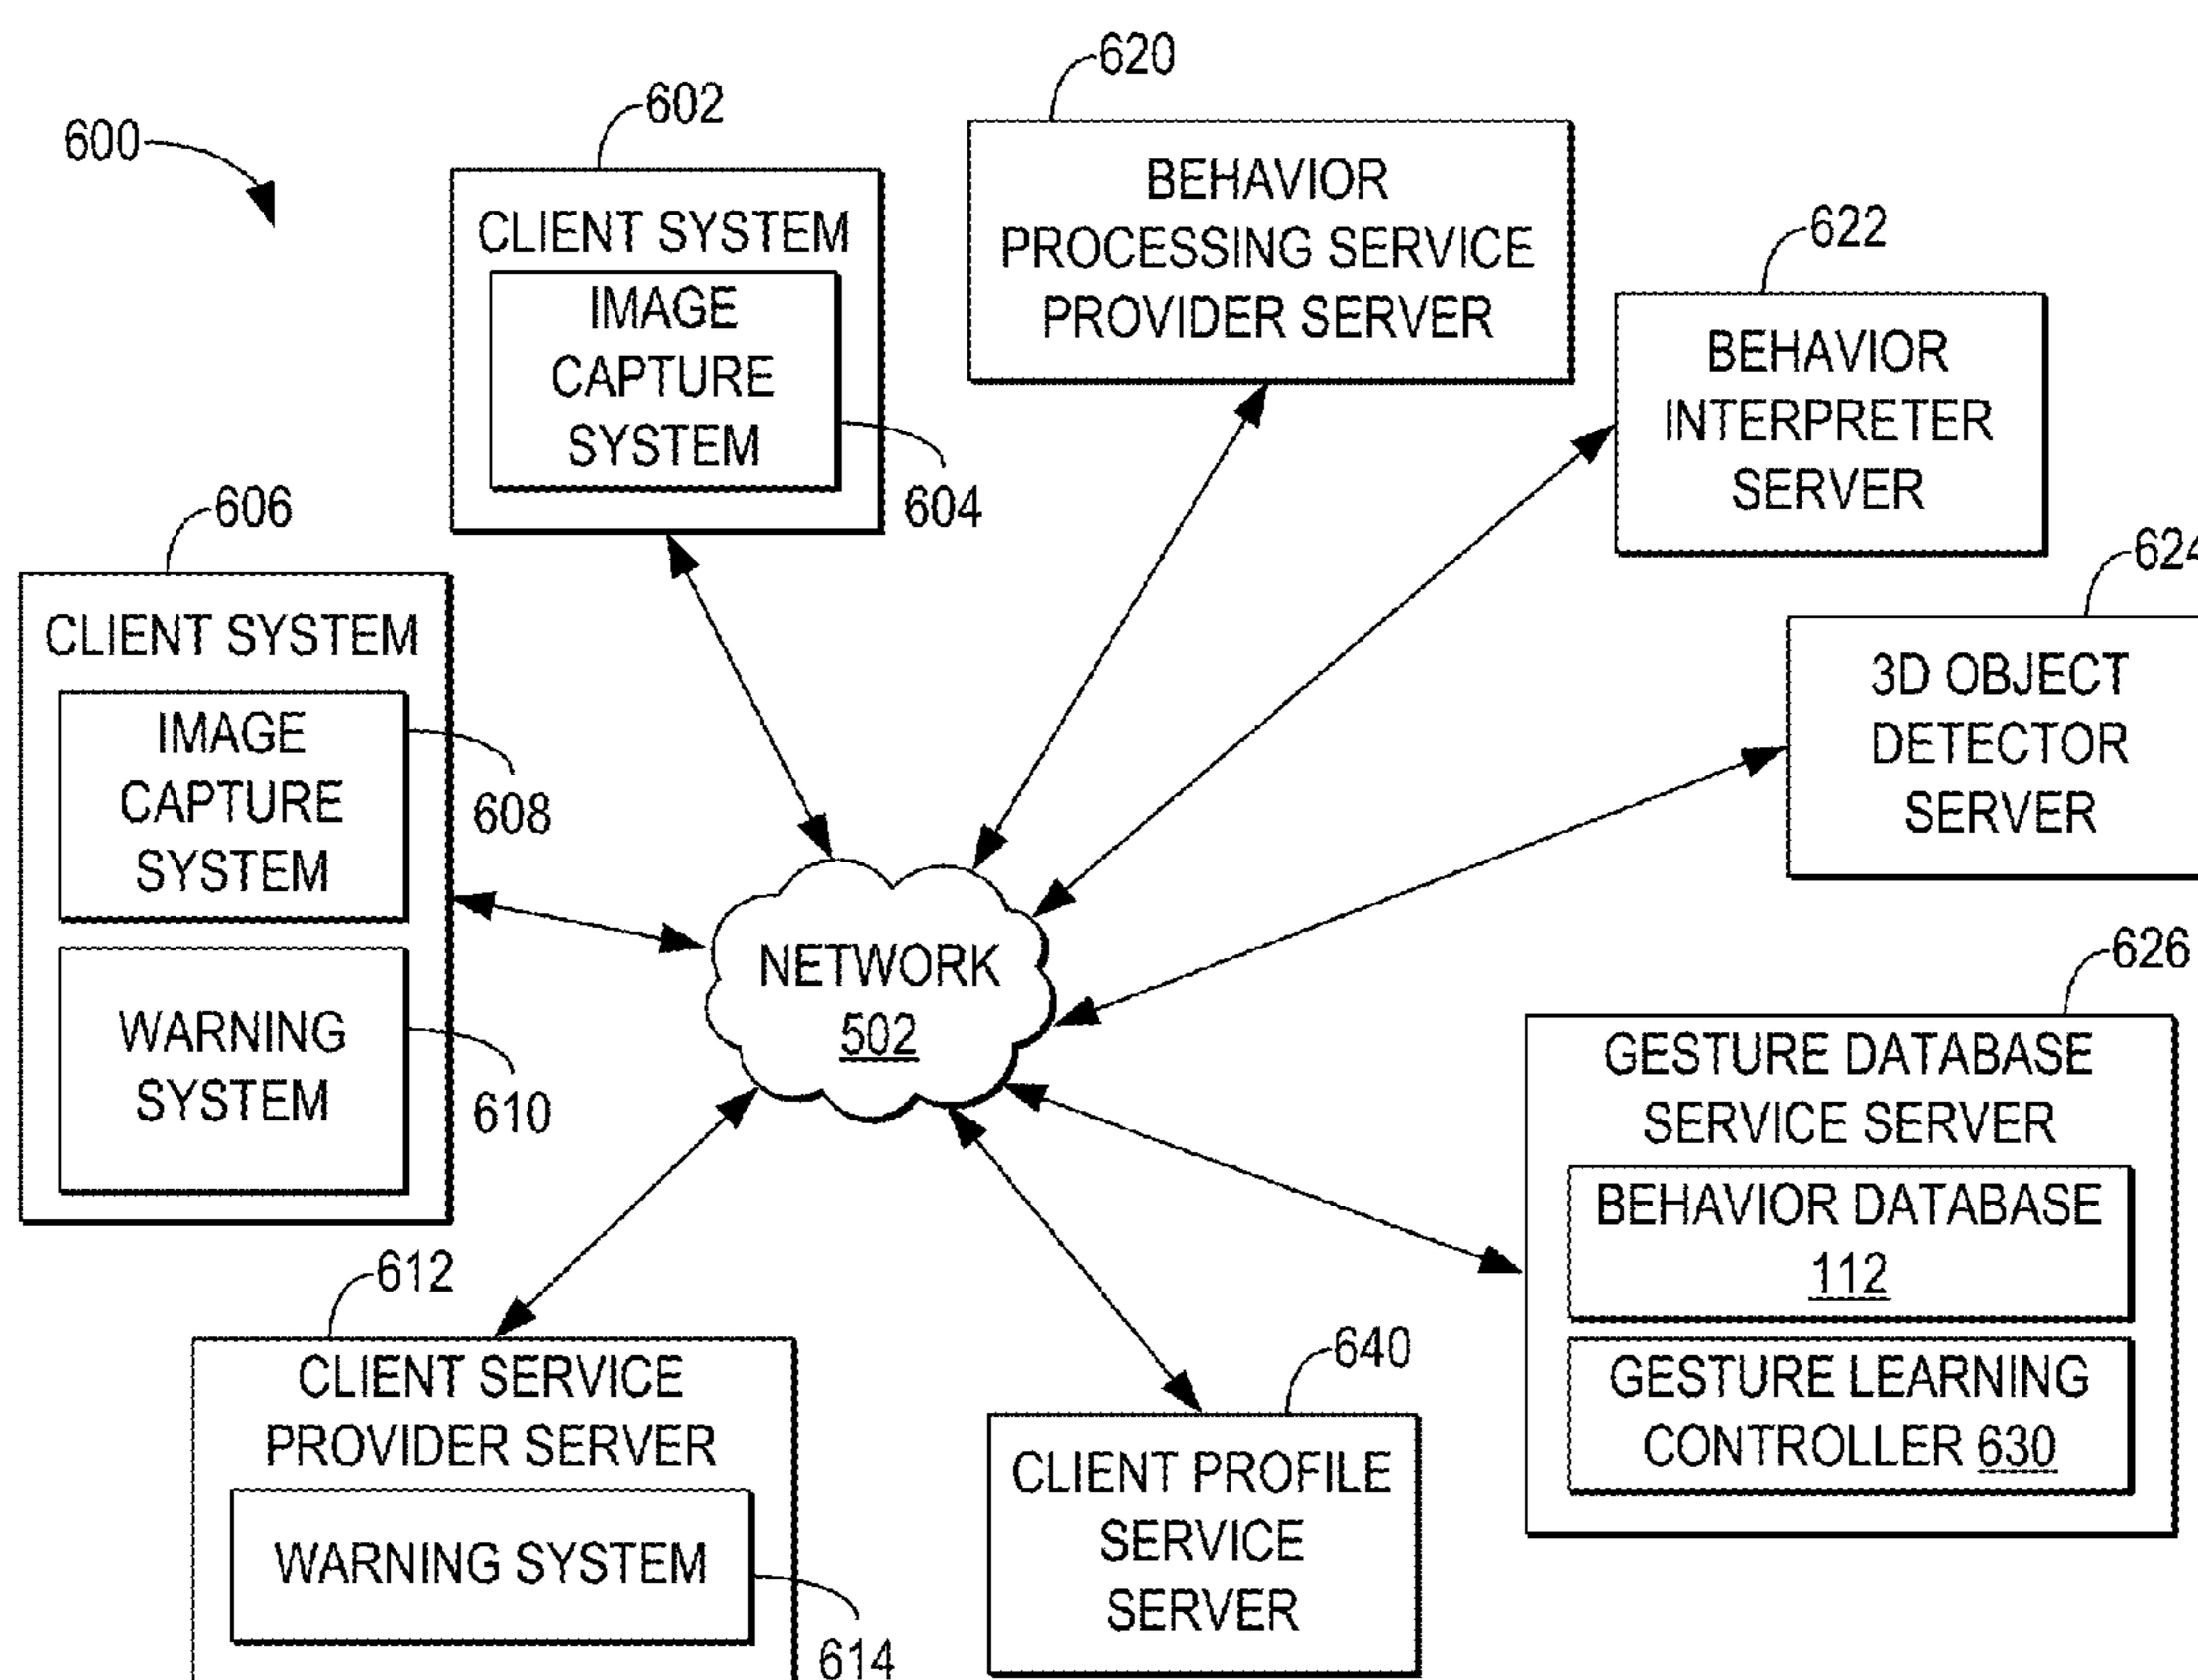 600
602
CLIENT SYSTEM
IMAGE
CAPTURE
SYSTEM
604
620
BEHAVIOR
PROCESSING SERVICE
PROVIDER SERVER
622
BEHAVIOR
INTERPRETER
SERVER
624
3D OBJECT
DETECTOR
SERVER
606
CLIENT SYSTEM
IMAGE
CAPTURE
SYSTEM
608
WARNING
SYSTEM
610
NETWORK
502
626
GESTURE DATABASE
SERVICE SERVER
BEHAVIOR DATABASE
112
GESTURE LEARNING
CONTROLLER 630
612
CLIENT SERVICE
PROVIDER SERVER
WARNING SYSTEM
614
640
CLIENT PROFILE
SERVICE
SERVER